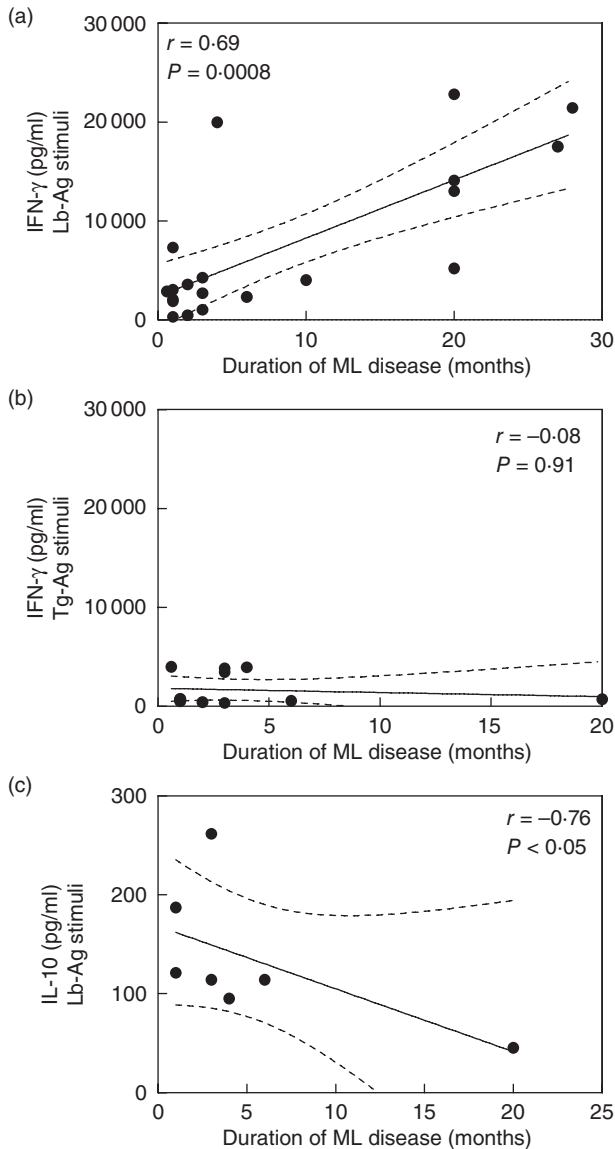 (a)
r = 0·69
P = 0·0008
30 000
20 000
10 000
0
IFN-γ (pg/ml)
Lb-Ag stimuli
0 10 20 30
Duration of ML disease (months)
(b)
r = −0·08
P = 0·91
30 000
20 000
10 000
0
IFN-γ (pg/ml)
Tg-Ag stimuli
0 5 10 15 20
Duration of ML disease (months)
(c)
r = −0·76
P < 0·05
300
200
100
0
IL-10 (pg/ml)
Lb-Ag stimuli
0 5 10 15 20 25
Duration of ML disease (months)